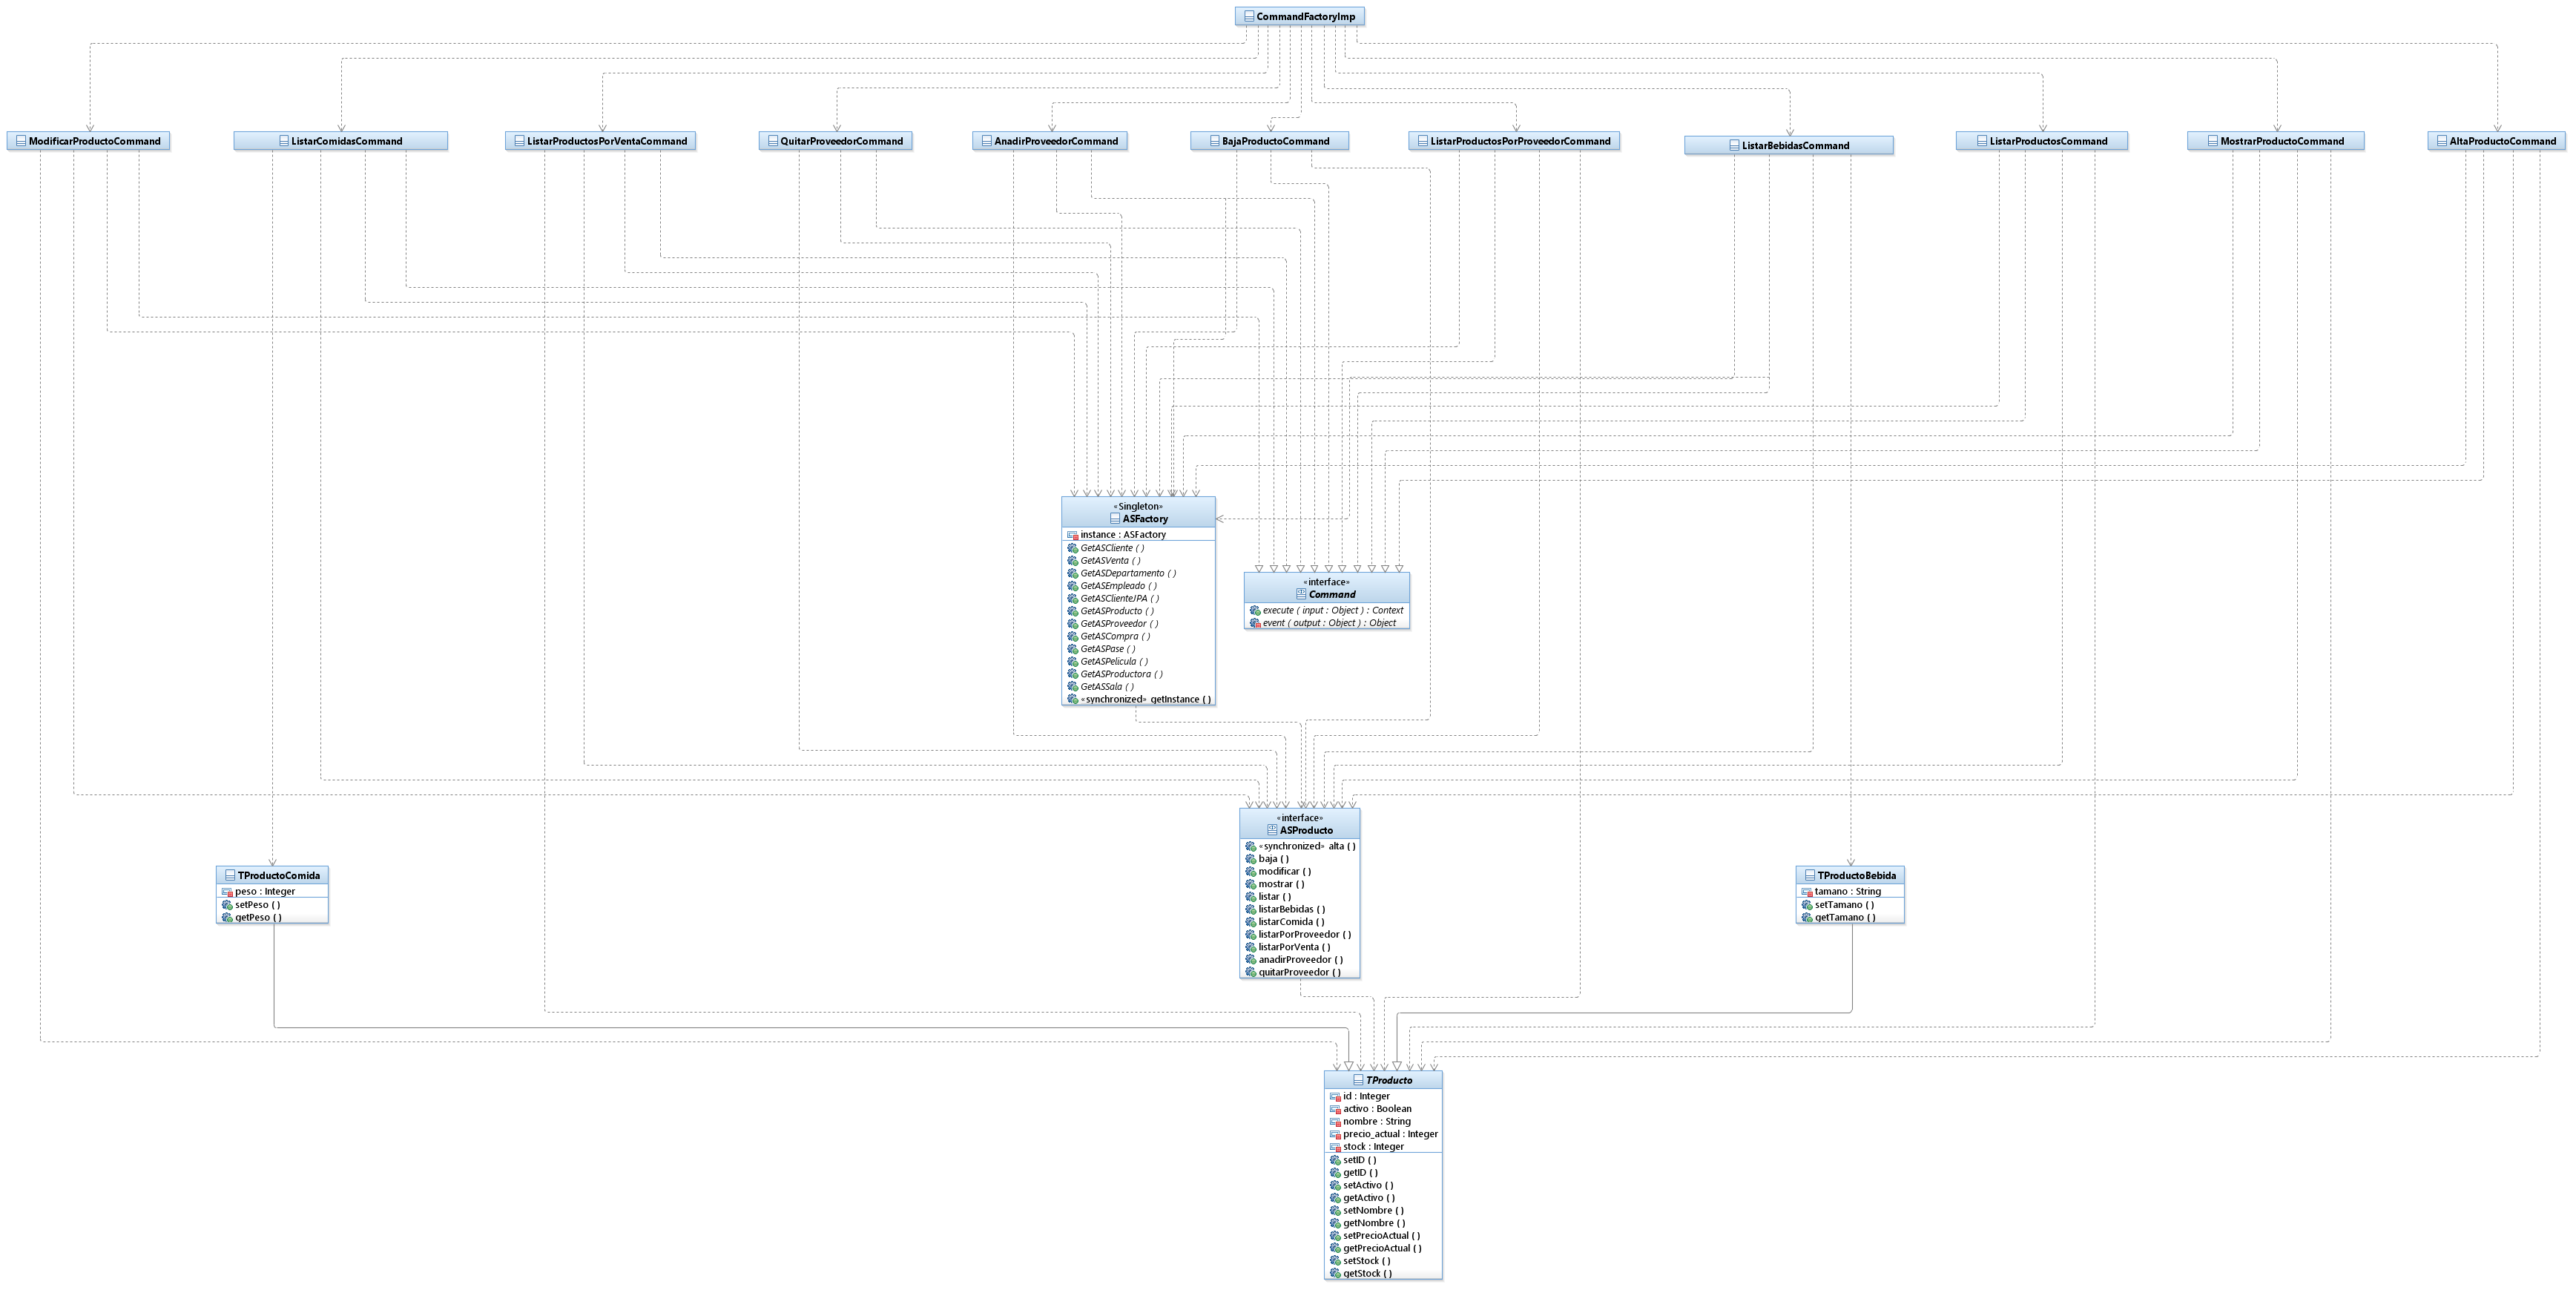 CommandFactoryImp
ModificarProductoCommand
ListarComidasCommand
ListarProductosPorVentaCommand
QuitarProveedorCommand
AnadirProveedorCommand
BajaProductoCommand
ListarProductosPorProveedorCommand
ListarBebidasCommand
ListarProductosCommand
MostrarProductoCommand
AltaProductoCommand
«Singleton»
ASFactory
instance : ASFactory
GetASCliente ( )
GetASVenta ( )
GetASDepartamento ( )
GetASEmpleado ( )
GetASClienteJPA ( )
GetASProducto ( )
GetASProveedor ( )
GetASCompra ( )
GetASPase ( )
GetASPelicula ( )
GetASProductora ( )
GetASSala ( )
«synchronized» getInstance ( )
«interface»
Command
execute ( input : Object ) : Context
event ( output : Object ) : Object
«interface»
ASProducto
«synchronized» alta ( )
baja ( )
modificar ( )
mostrar ( )
listar ( )
listarBebidas ( )
listarComida ( )
listarPorProveedor ( )
listarPorVenta ( )
anadirProveedor ( )
quitarProveedor ( )
TProductoComida
peso : Integer
setPeso ( )
getPeso ( )
TProductoBebida
tamano : String
setTamano ( )
getTamano ( )
TProducto
id : Integer
activo : Boolean
nombre : String
precio_actual : Integer
stock : Integer
setID ( )
getID ( )
setActivo ( )
getActivo ( )
setNombre ( )
getNombre ( )
setPrecioActual ( )
getPrecioActual ( )
setStock ( )
getStock ( )